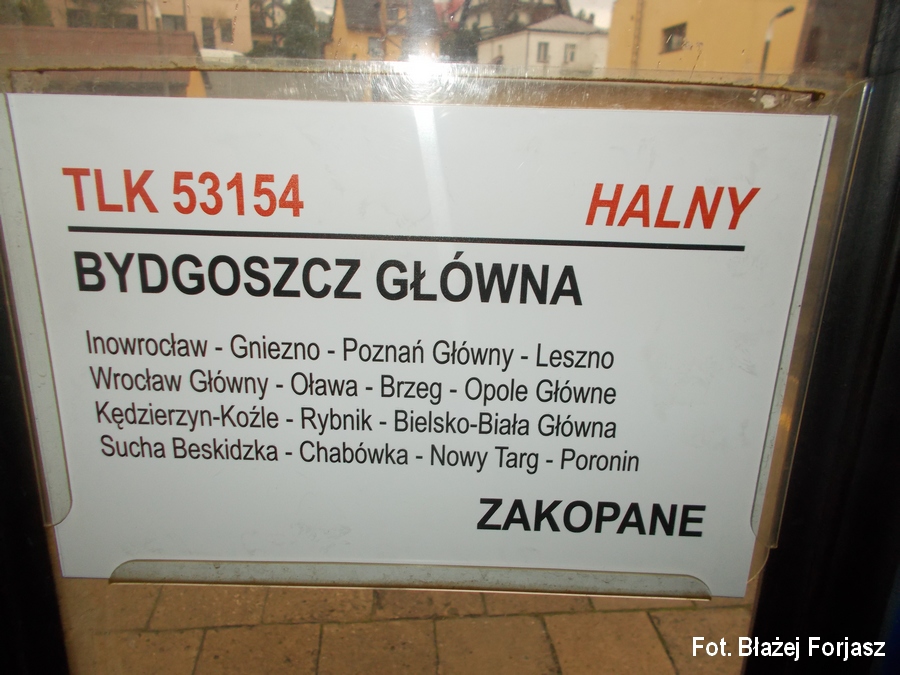 TLK 53154 HALNY
BYDGOSZCZ GŁÓWNA
Inowrocław - Gniezno - Poznań Główny - Leszno
Wrocław Główny - Oława - Brzeg - Opole Główne
Kędzierzyn-Koźle - Rybnik - Bielsko-Biała Główna
Sucha Beskidzka - Chabówka - Nowy Targ - Poronin
ZAKOPANE
Fot. Błażej Forjasz